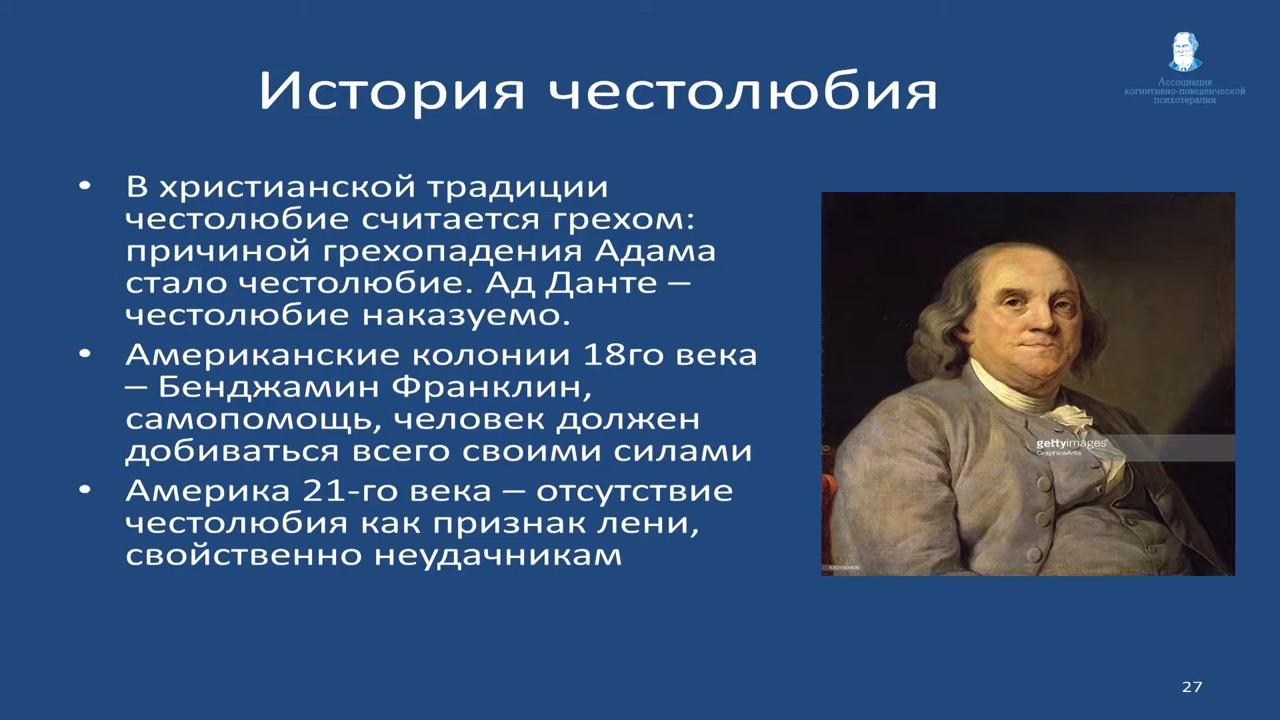 История честолюбия
Ассоциация
когнитивно-поведенческой
психотерапии
• В христианской традиции
честолюбие считается грехом:
причиной грехопадения Адама
стало честолюбие. Ад Данте –
честолюбие наказуемо.
• Американские колонии 18го века
– Бенджамин Франклин,
самопомощь, человек должен
добиваться всего своими силами
• Америка 21-го века – отсутствие
честолюбия как признак лени,
свойственно неудачникам
gettyimages
GraphicaArtis
27